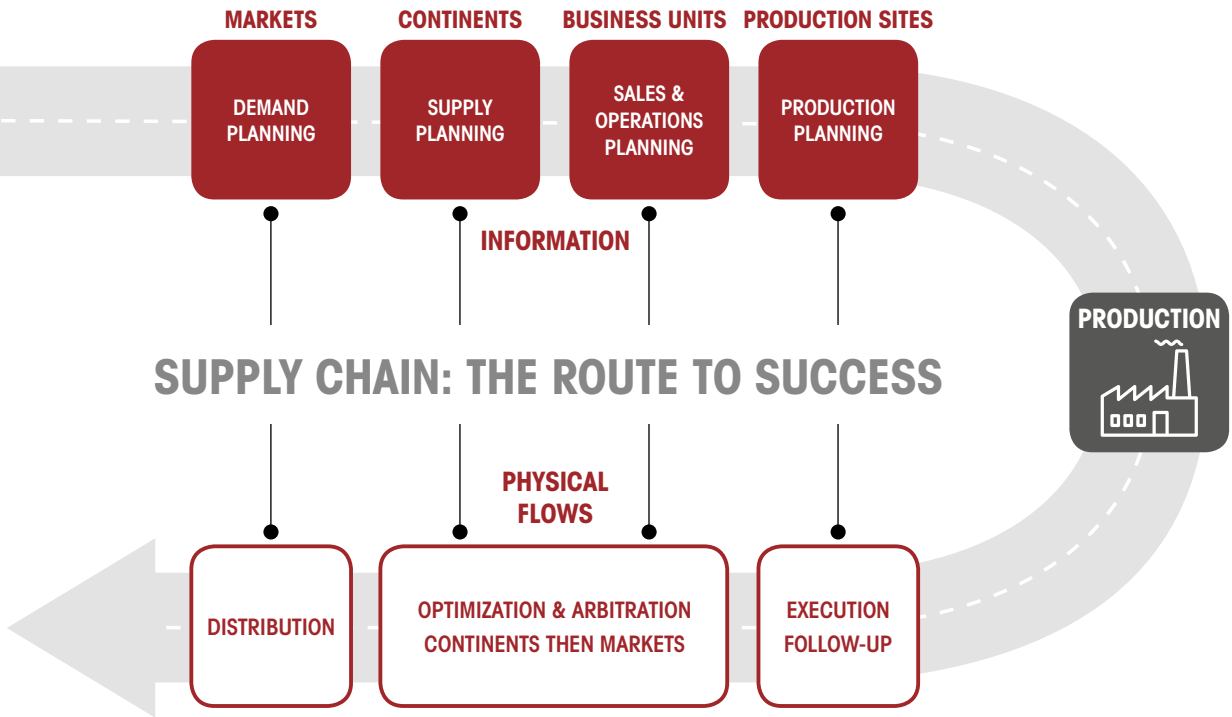 MARKETS
CONTINENTS
BUSINESS UNITS
PRODUCTION SITES
DEMAND
PLANNING
SUPPLY
PLANNING
SALES &
OPERATIONS
PLANNING
PRODUCTION
PLANNING
INFORMATION
PRODUCTION
SUPPLY CHAIN: THE ROUTE TO SUCCESS
PHYSICAL
FLOWS
DISTRIBUTION
OPTIMIZATION & ARBITRATION
CONTINENTS THEN MARKETS
EXECUTION
FOLLOW-UP